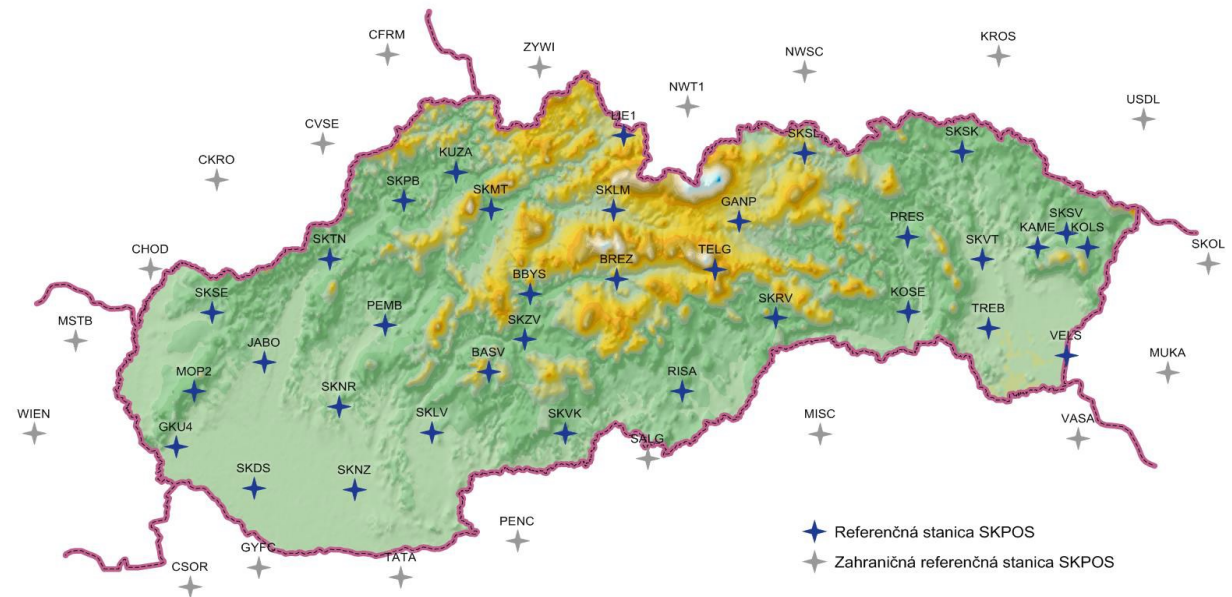 CFRM
ZYWI
KROS
NWSC
NWT1
USDL
LIE1
CVSE
SKSL
SKSK
KUZA
CKRO
SKPB
SKMT
SKLM
GANP
PRES
SKSV
KAME
KOLS
SKTN
SKVT
SKOL
CHOD
TELG
BREZ
BBYS
SKSE
PEMB
SKRV
KOSE
TREB
MSTB
SKZV
VELS
JABO
BASV
MUKA
MOP2
RISA
SKNR
WIEN
SKLV
SKVK
MISC
VASA
GKU4
SALG
SKDS
SKNZ
PENC
Referenčná stanica SKPOS
GYFC
TATA
Zahraničná referenčná stanica SKPOS
CSOR